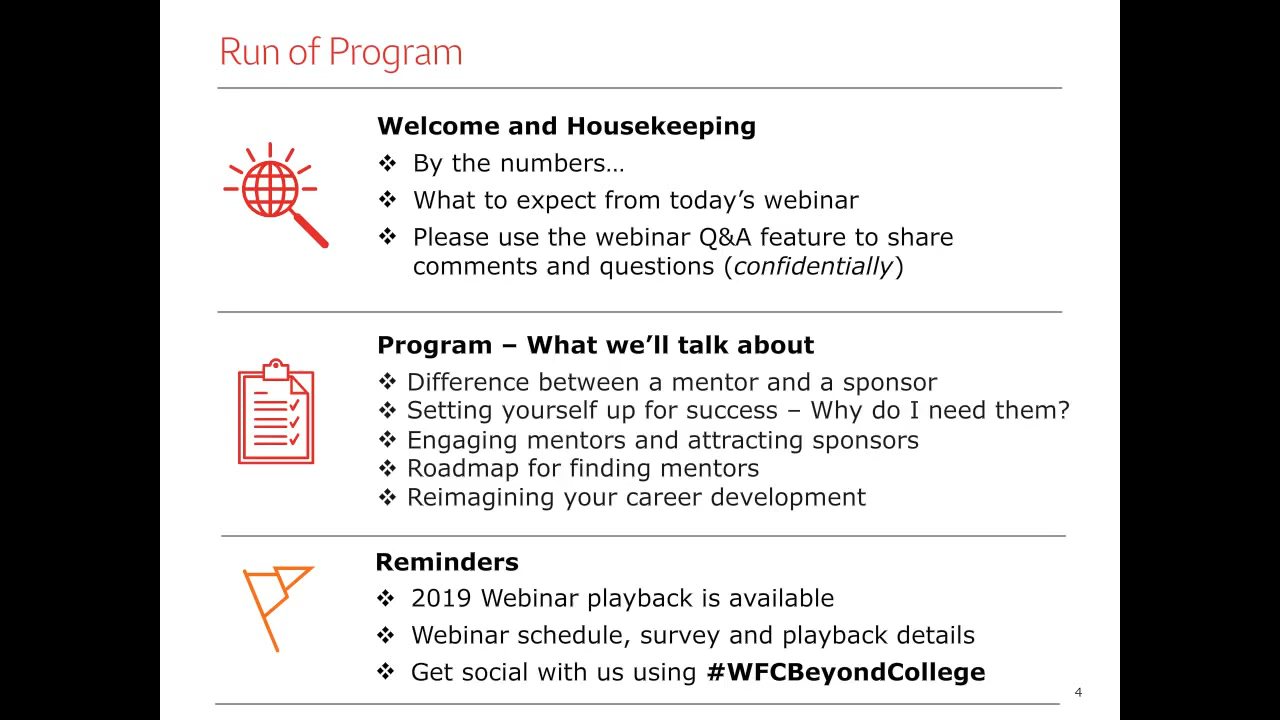 Run of Program
Welcome and Housekeeping
❖ By the numbers…
❖ What to expect from today’s webinar
❖ Please use the webinar Q&A feature to share
comments and questions (confidentially)
Program – What we’ll talk about
❖ Difference between a mentor and a sponsor
❖ Setting yourself up for success – Why do I need them?
❖ Engaging mentors and attracting sponsors
❖ Roadmap for finding mentors
❖ Reimagining your career development
Reminders
❖ 2019 Webinar playback is available
❖ Webinar schedule, survey and playback details
❖ Get social with us using #WFCBeyondCollege
4